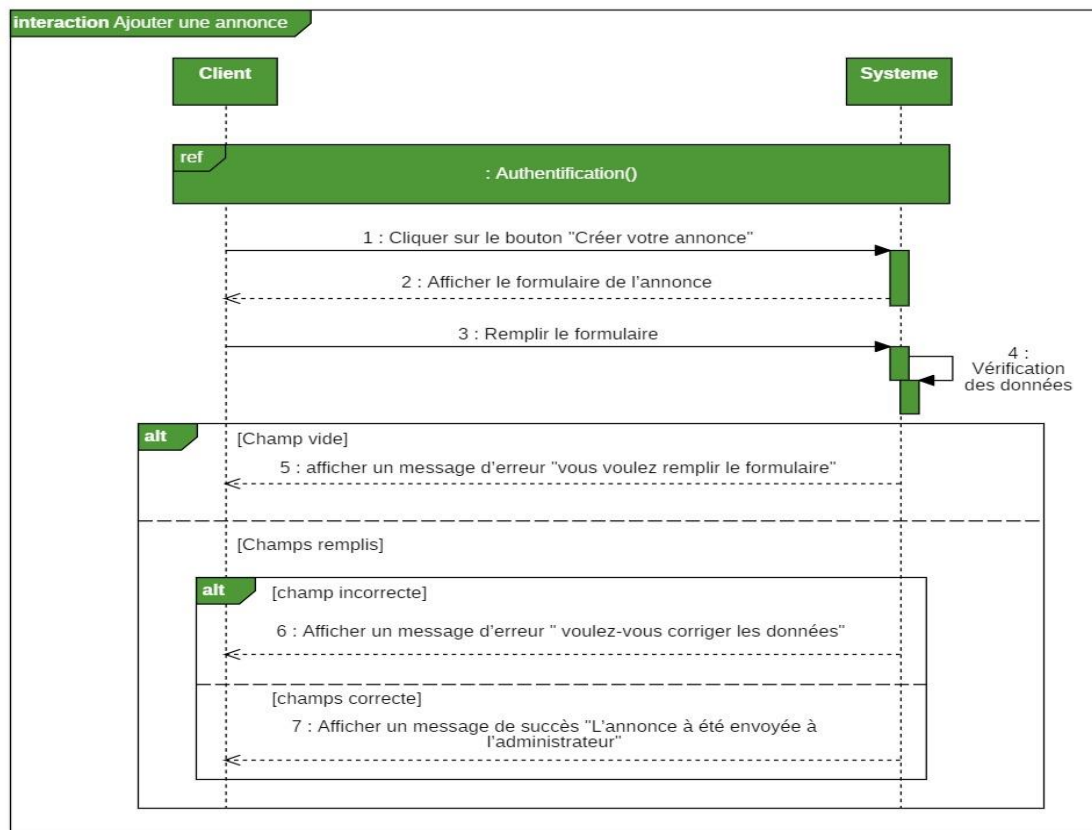 interaction Ajouter une annonce
Client
Systeme
ref
: Authentification()
1 : Cliquer sur le bouton "Créer votre annonce"
2 : Afficher le formulaire de l'annonce
3 : Remplir le formulaire
4 :
Vérification
des données
alt
[Champ vide]
5 : afficher un message d'erreur "vous voulez remplir le formulaire"
[Champs remplis]
alt
[champ incorrecte]
6 : Afficher un message d'erreur " voulez-vous corriger les données"
[champs correcte]
7 : Afficher un message de succès "L'annonce à été envoyée à
l'administrateur"